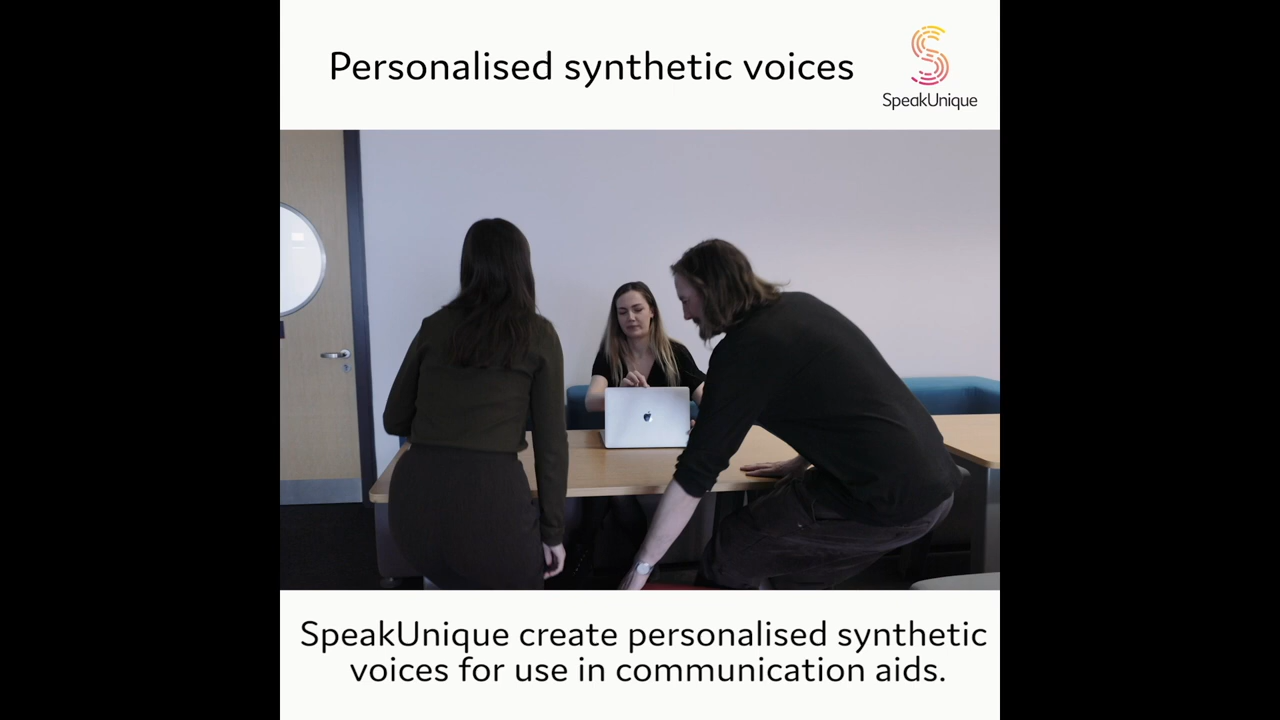 Personalised synthetic voices
SpeakUnique
SpeakUnique create personalised synthetic
voices for use in communication aids.